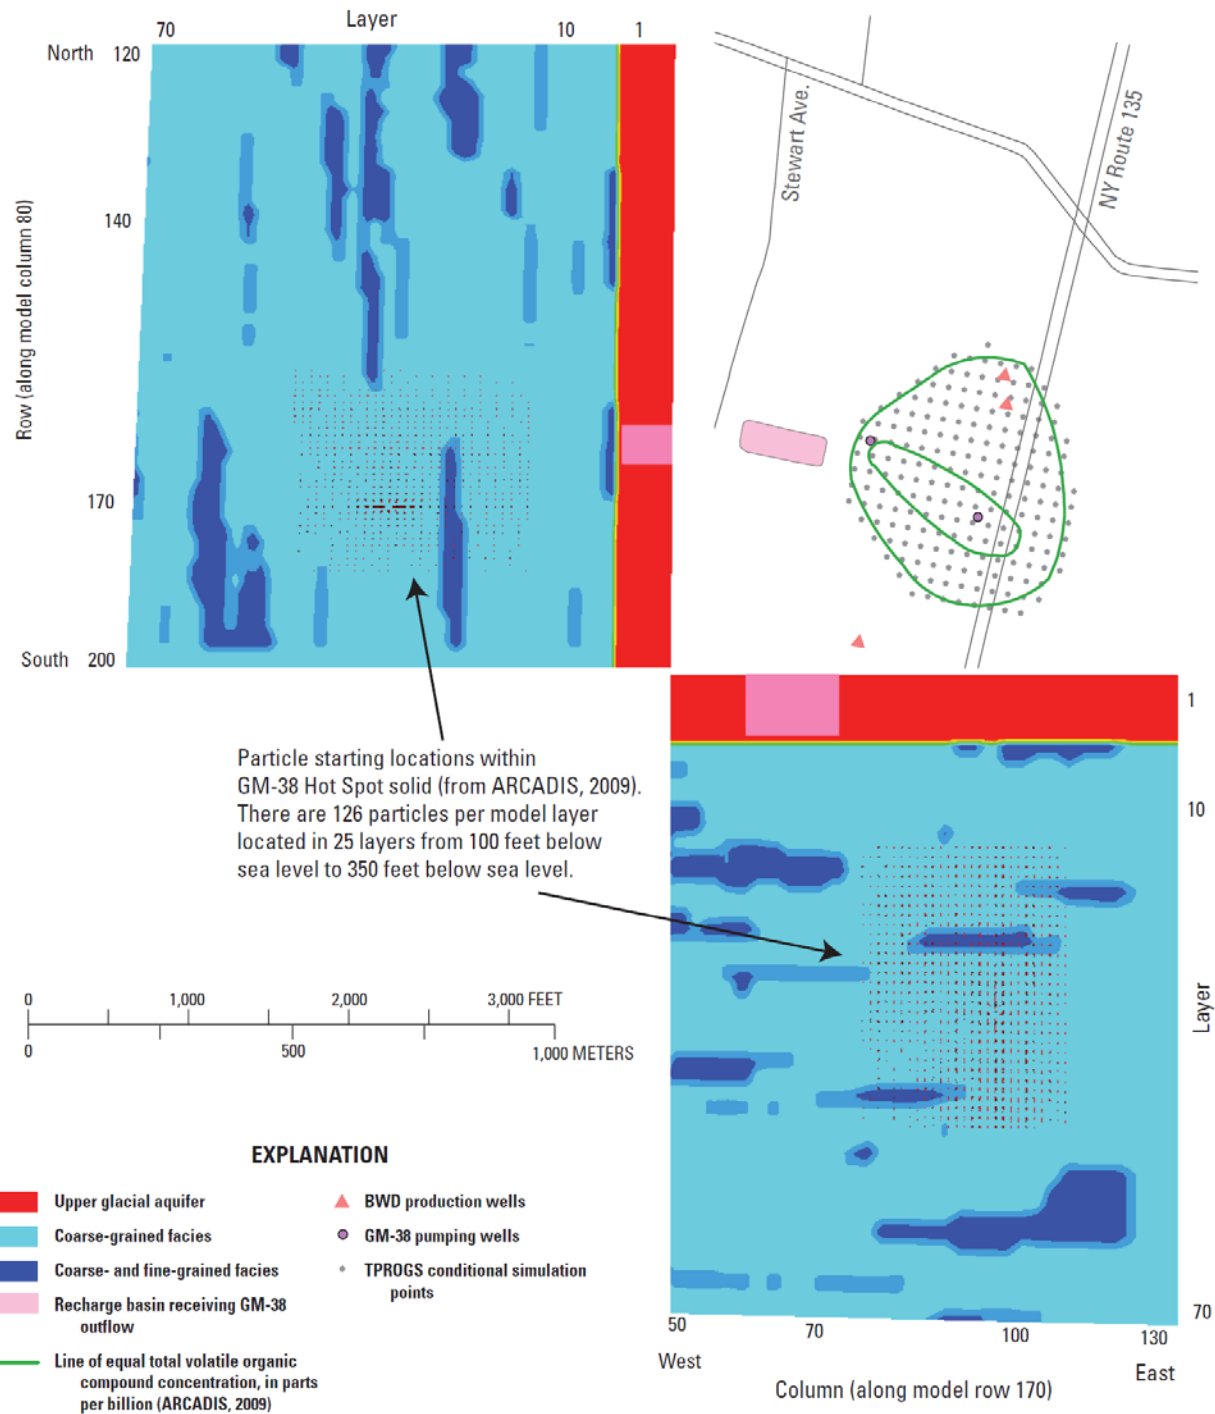 Layer
70
10
1
North
120
140
170
South
200
Row (along model column 80)
Stewart Ave.
NY Route 135
Particle starting locations within
GM-38 Hot Spot solid (from ARCADIS, 2009).
There are 126 particles per model layer
located in 25 layers from 100 feet below
sea level to 350 feet below sea level.
1
10
Layer
70
50
70
100
130
West
East
Column (along model row 170)
0
1,000
2,000
3,000 FEET
0
500
1,000 METERS
EXPLANATION
Upper glacial aquifer
Coarse-grained facies
Coarse- and fine-grained facies
Recharge basin receiving GM-38
outflow
Line of equal total volatile organic
compound concentration, in parts
per billion (ARCADIS, 2009)
BWD production wells
GM-38 pumping wells
TPROGS conditional simulation
points